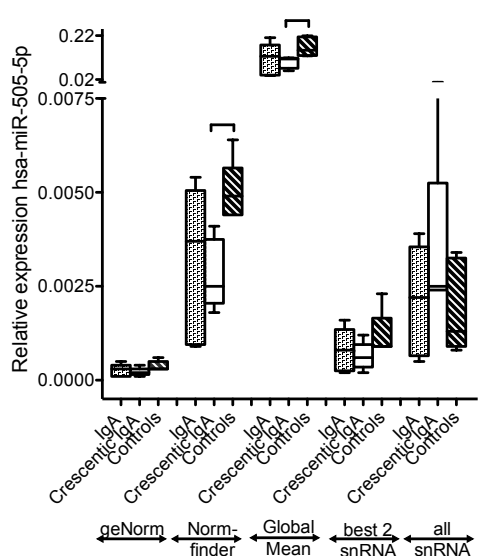 Relative expression hsa-miR-505-5p
0.22
0.02
0.0075
0.0050
0.0025
0.0000
IgA
Crescentic IgA
Controls
IgA
Crescentic IgA
Controls
IgA
Crescentic IgA
Controls
IgA
Crescentic IgA
Controls
IgA
Crescentic IgA
Controls
geNorm
Norm-
finder
Global
Mean
best 2
snRNA
all
snRNA